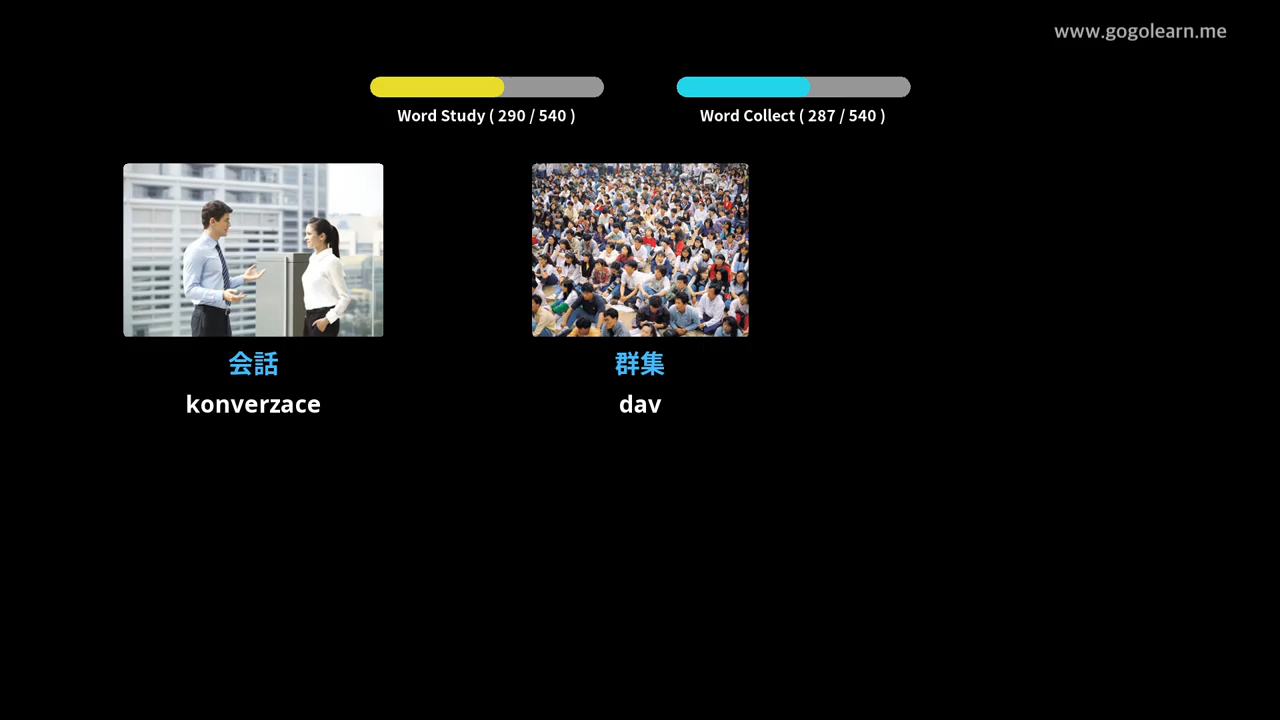 www.gogolearn.me
Word Study ( 290 / 540 )
Word Collect ( 287 / 540 )
会話
konverzace
群集
dav